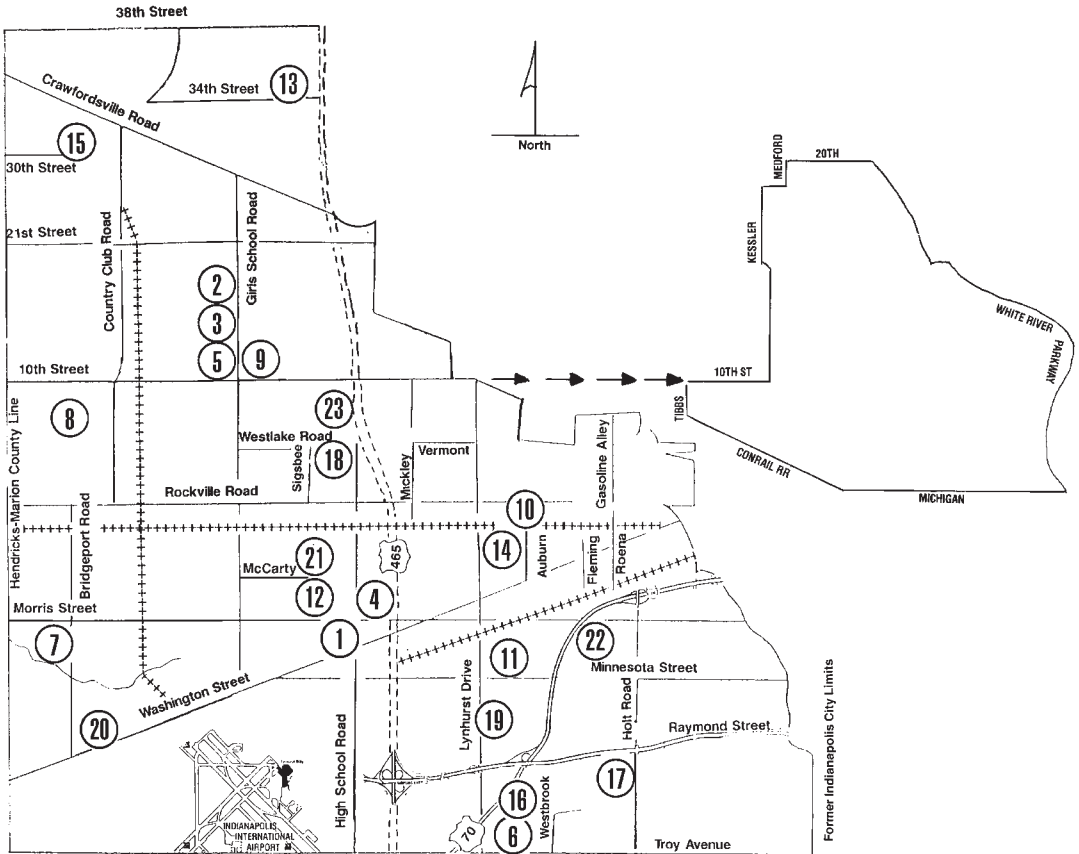 38th Street
Crawfordsville Road
34th Street
13
North
15
30th Street
MEDFORD
20TH
KESSLER
21st Street
Country Club Road
Girls School Road
2
3
5
9
WHITE RIVER
PARKWAY
10th Street
10TH ST
TIBBS
CONRAIL RR
MICHIGAN
Hendricks-Marion County Line
8
23
Westlake Road
Sigsbee
18
Mickley
Vermont
Gasoline Alley
Rockville Road
10
Bridgeport Road
14
Auburn
Fleming
Roena
McCarty
21
12
465
4
Morris Street
7
1
11
22
Minnesota Street
Washington Street
20
Lynhurst Drive
19
Holt Road
Raymond Street
High School Road
17
16
6
Westbrook
70
INDIANAPOLIS
INTERNATIONAL
AIRPORT
Troy Avenue
Former Indianapolis City Limits